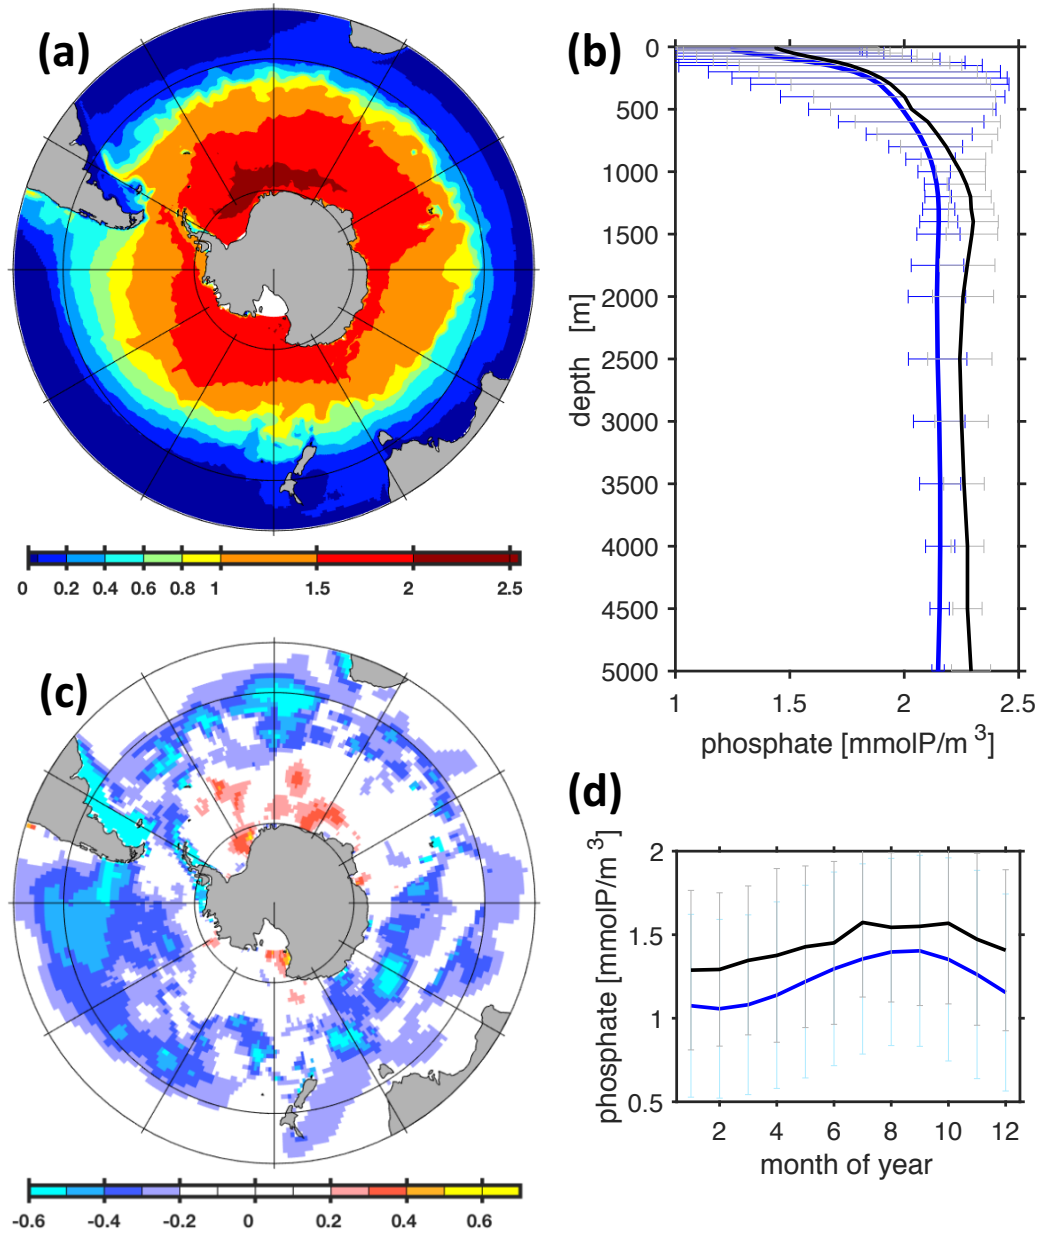 (a)
0 0.2 0.4 0.6 0.8 1 1.5 2 2.5
(b)
0
500
1000
1500
2000
2500
3000
3500
4000
4500
5000
depth [m]
1 1.5 2 2.5
phosphate [mmolP/m 3]
(c)
-0.6 -0.4 -0.2 0 0.2 0.4 0.6
(d)
2
1.5
1
0.5
phosphate [mmolP/m 3]
2 4 6 8 10 12
month of year